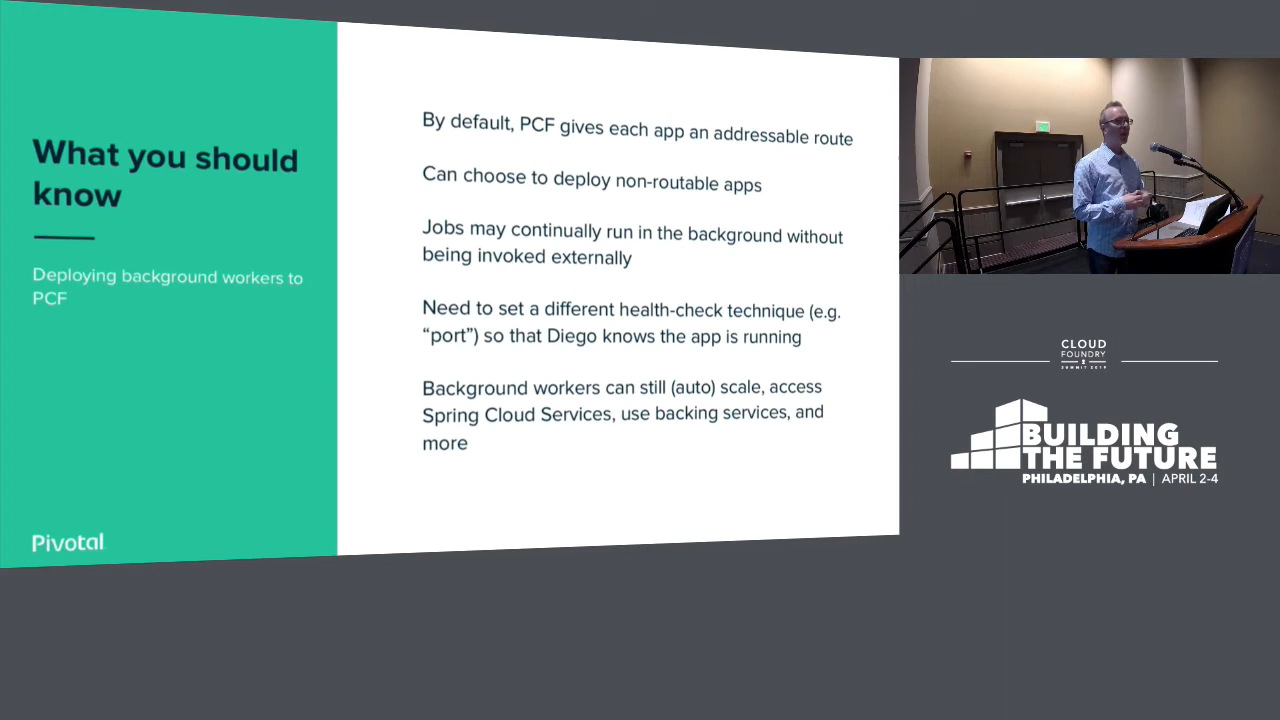 What you should
know
Deploying background workers to
PCF
Pivotal
By default, PCF gives each app an addressable route
Can choose to deploy non-routable apps
Jobs may continually run in the background without
being invoked externally
Need to set a different health-check technique (e.g.
“port”) so that Diego knows the app is running
Background workers can still (auto) scale, access
Spring Cloud Services, use backing services, and
more
CLOUD
FOUNDRY
SUMMIT 2019
BUILDING
THE FUTURE
PHILADELPHIA, PA | APRIL 2-4